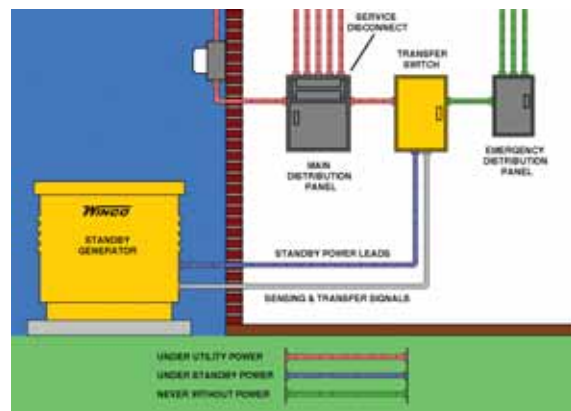 SERVICE
DISCONNECT
TRANSFER
SWITCH
MAIN
DISTRIBUTION
PANEL
EMERGENCY
DISTRIBUTION
PANEL
WINCO
STANDBY
GENERATOR
STANDBY POWER LEADS
SENSING & TRANSFER SIGNALS
UNDER UTILITY POWER
UNDER STANDBY POWER
NEVER WITHOUT POWER